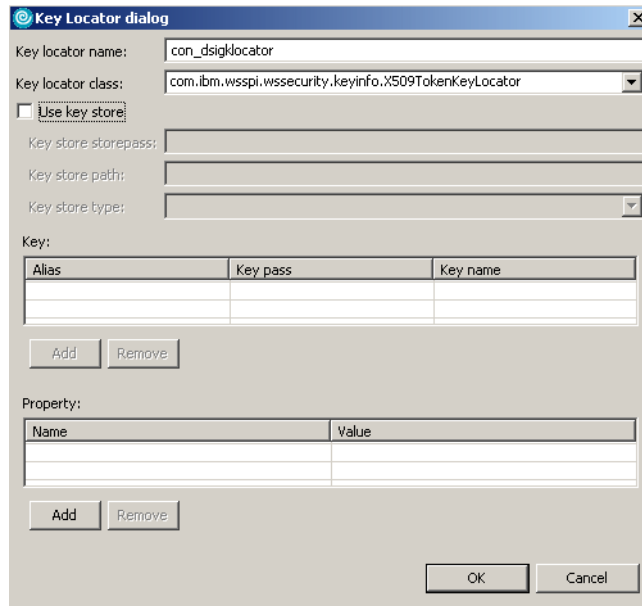 Key Locator dialog
Key locator name: con_dsigklocator
Key locator class: com.ibm.wsspi.wssecurity.keyinfo.X509TokenKeyLocator
Use key store
Key store storepass:
Key store path:
Key store type:
Key:
Alias Key pass Key name
Add Remove
Property:
Name Value
Add Remove
OK Cancel